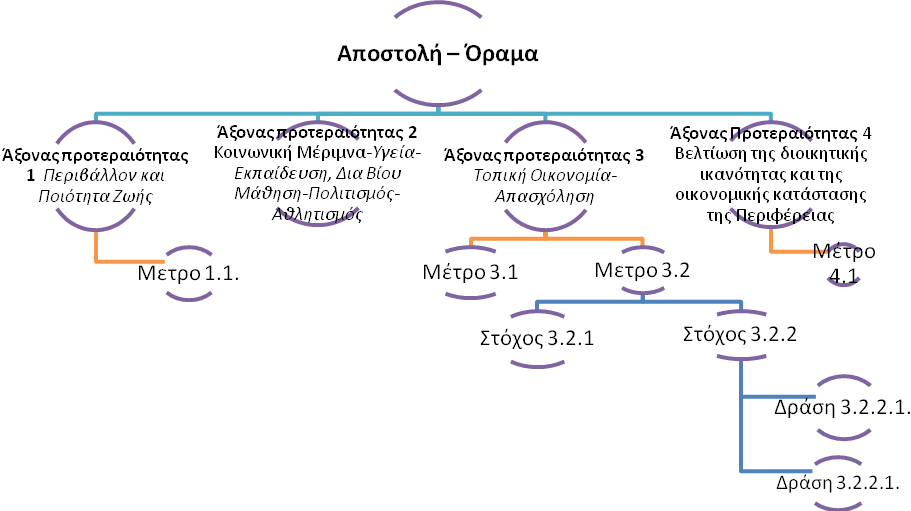 Αποστολή – Όραμα
Άξονας προτεραιότητας
1 Περιβάλλον και
Ποιότητα Ζωής
Άξονας προτεραιότητας 2
Κοινωνική Μέριμνα-Υγεία-
Εκπαίδευση, Δια Βίου
Μάθηση-Πολιτισμός-
Αθλητισμός
Άξονας προτεραιότητας 3
Τοπική Οικονομία-
Απασχόληση
Άξονας Προτεραιότητας 4
Βελτίωση της διοικητικής
ικανότητας και της
οικονομικής κατάστασης
της Περιφέρειας
Μετρο 1.1.
Μέτρο 3.1
Μετρο 3.2
Μέτρο
4.1
Στόχος 3.2.1
Στόχος 3.2.2
Δράση 3.2.2.1.
Δράση 3.2.2.1.